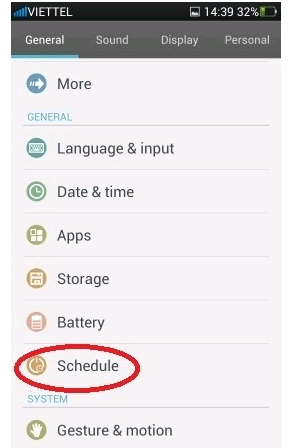 VIETTEL 14:39 32%
General Sound Display Personal
More
GENERAL
Language & input
Date & time
Apps
Storage
Battery
Schedule
SYSTEM
Gesture & motion